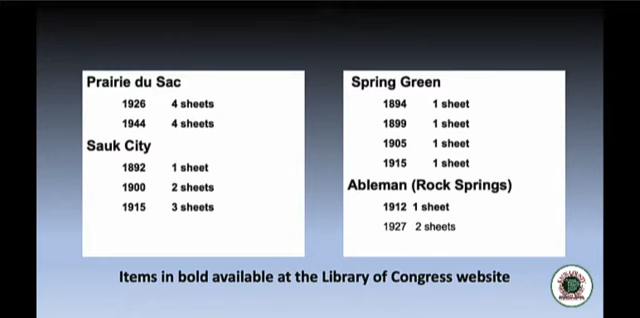 Prairie du Sac
1926 4 sheets
1944 4 sheets
Sauk City
1892 1 sheet
1900 2 sheets
1915 3 sheets
Spring Green
1894 1 sheet
1899 1 sheet
1905 1 sheet
1915 1 sheet
Ableman (Rock Springs)
1912 1 sheet
1927 2 sheets
Items in bold available at the Library of Congress website